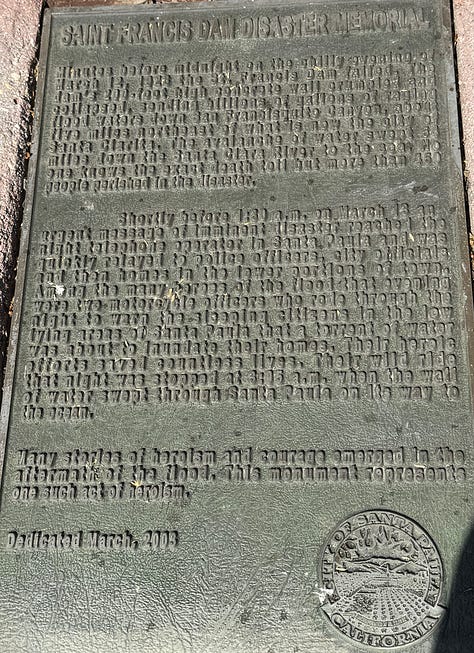 SAINT FRANCIS DAM DISASTER MEMORIAL
Minutes before midnight on the chilly evening of
March 12, 1928 the St. Francis Dam failed. The
dam's 200-foot high concrete wall crumpled and
collapsed, sending billions of gallons of raging
flood waters down San Francisquito Canyon, about
five miles northeast of what is now the city of
Santa Clarita. The avalanche of water swept 54
miles down the Santa Clara River to the sea. No
one knows the exact death toll but more than 450
people perished in the disaster.
Shortly before 1:30 a.m. on March 13, an
urgent message of imminent disaster reached the
night telephone operator in Santa Paula and was
quickly relayed to police officers, city officials,
and then homes in the lower portions of town.
Among the many heroes of the flood that morning
were two motorcycle officers who rode through the
night to warn the sleeping citizens in the low
lying areas of Santa Paula that a torrent of water
was about to inundate their homes. Their heroic
efforts saved countless lives. Their wild ride
that night was stopped at 3:15 a.m. when the wall
of water swept through Santa Paula on its way to
the ocean.
Many stories of heroism and courage emerged in the
aftermath of the flood. This monument represents
one such act of heroism.
Dedicated March, 2003
CITY OF SANTA PAULA
CALIFORNIA